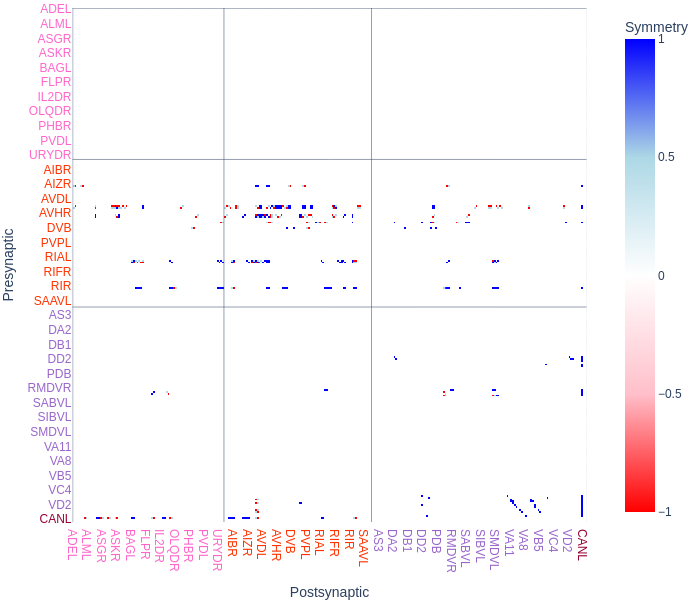 Symmetry
1
0.5
0
−0.5
−1
Presynaptic
ADEL
ALML
ASGR
ASKR
BAGL
FLPR
IL2DR
OLQDR
PHBR
PVDL
URYDR
AIBR
AIZR
AVDL
AVHR
DVB
PVPL
RIAL
RIFR
RIR
SAAVL
AS3
DA2
DB1
DD2
PDB
RMDVR
SABVL
SIBVL
SMDVL
VA11
VA8
VB5
VC4
VD2
CANL
ADEL
ALML
ASGR
ASKR
BAGL
FLPR
IL2DR
OLQDR
PHBR
PVDL
URYDR
AIBR
AIZR
AVDL
AVHR
DVB
PVPL
RIAL
RIFR
RIR
SAAVL
AS3
DA2
DB1
DD2
PDB
RMDVR
SABVL
SIBVL
SMDVL
VA11
VA8
VB5
VC4
VD2
CANL
Postsynaptic